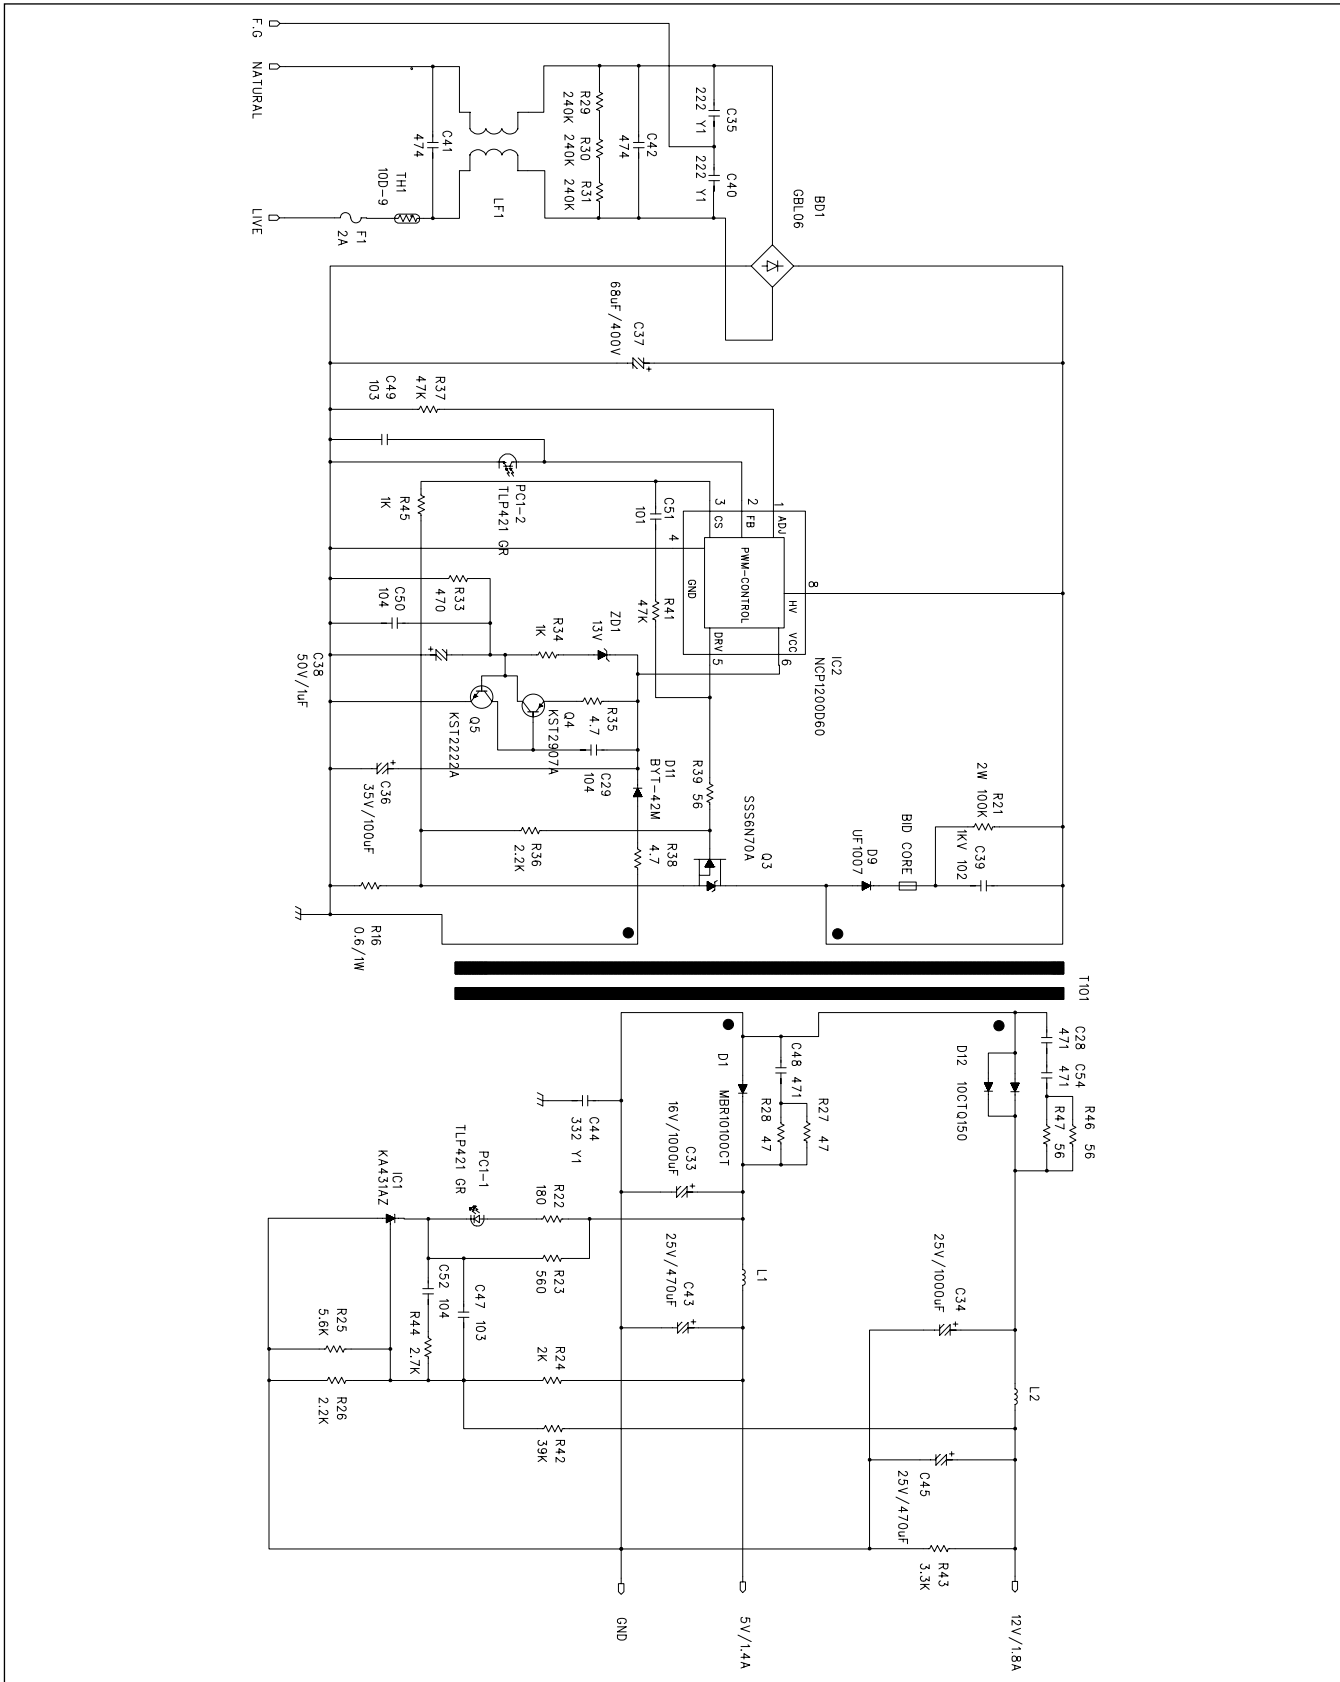 F.G
NATURAL
LIVE
F1
2A
TH1
10D-9
C41
474
LF1
R29
240K
R30
240K
R31
240K
C42
474
C35
222 Y1
C40
222 Y1
BD1
GBL06
C37
68uF/400V
R37
47K
C49
103
PC1-2
TLP421 GR
R45
1K
C51
101
R41
47K
1
ADJ
2
FB
3
CS
4
GND
PWM-CONTROL
8
HV
VCC
6
DRV
5
IC2
NCP1200D60
R33
470
C50
104
C38
50V/1uF
R34
1K
ZD1
13V
Q5
KST2222A
Q4
KST2907A
R35
4.7
C29
104
C36
35V/100uF
D11
BYT-42M
R39 56
R36
2.2K
R38
4.7
Q3
SSS6N70A
R21
2W 100K
C39
1KV 102
BID CORE
D9
UF1007
R16
0.6/1W
T101
C28
471
C54
471
R46 56
R47 56
D12 10CTQ150
C48 471
R27 47
R28 47
D1 MBR10100CT
C44
332 Y1
C33
16V/1000uF
PC1-1
TLP421 GR
IC1
KA431AZ
R22
180
R23
560
L1
C43
25V/470uF
C34
25V/1000uF
C52 104
C47 103
R44 2.7K
R25
5.6K
R26
2.2K
R24
2K
R42
39K
L2
C45
25V/470uF
R43
3.3K
GND
5V/1.4A
12V/1.8A